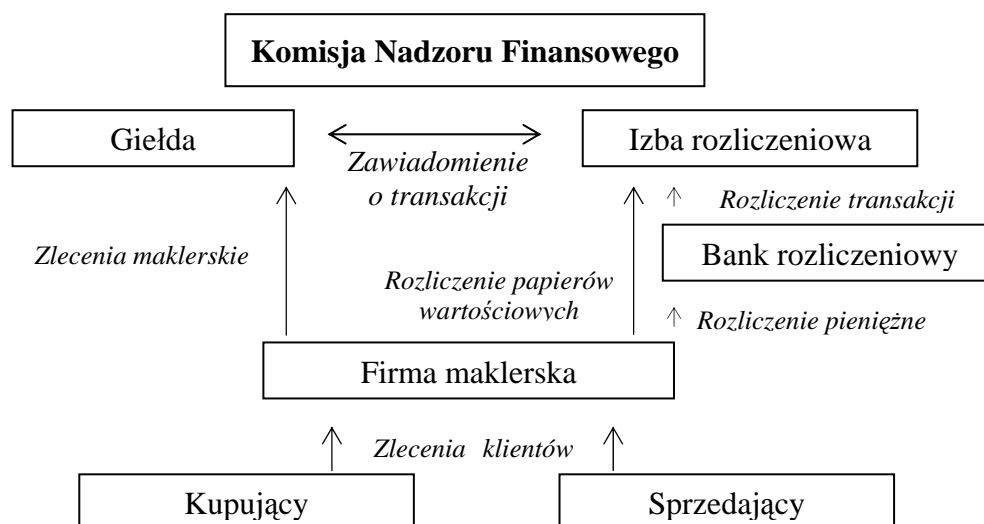 Komisja Nadzoru Finansowego
Giełda
Izba rozliczeniowa
Zawiadomienie
o transakcji
Rozliczenie transakcji
Zlecenia maklerskie
Bank rozliczeniowy
Rozliczenie papierów
wartościowych
Rozliczenie pieniężne
Firma maklerska
Zlecenia klientów
Kupujący
Sprzedający